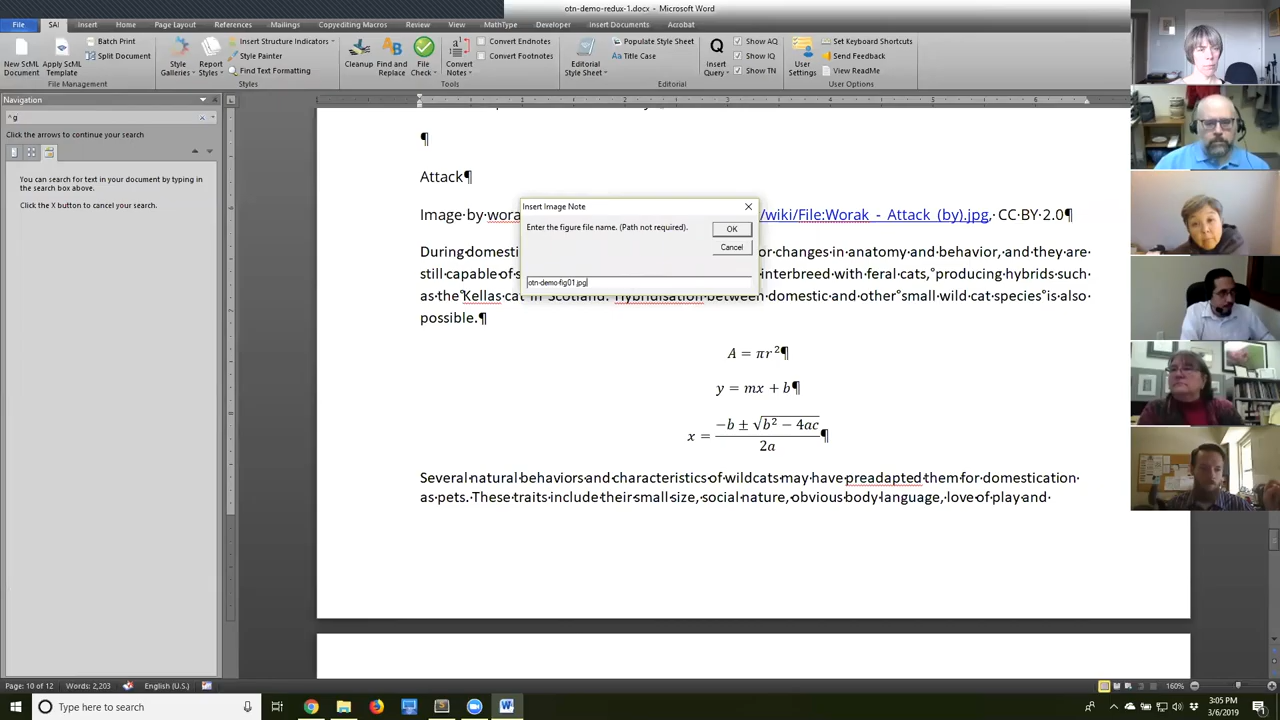 otn-demo-redux-1.docx - Microsoft Word
File SAI Insert Home Page Layout References Mailings Copyediting Macros Review View MathType Developer Insert Documents Acrobat
New ScML Document
Apply ScML Template
Batch Print
Split Document
File Management
Style Galleries
Report Styles
Insert Structure Indicators
Style Painter
Find Text Formatting
Styles
Cleanup
Find and Replace
File Check
Convert Notes
Convert Endnotes
Convert Footnotes
Tools
Editorial Style Sheet
Populate Style Sheet
Title Case
Editorial
Insert Query
Show AQ
Show IQ
Show TN
User Settings
Set Keyboard Shortcuts
Send Feedback
View ReadMe
User Options
Navigation
^g
Click the arrows to continue your search
You can search for text in your document by typing
in the search box above.
Click the X button to cancel your search.
¶
Attack¶
Image·by·wora /wiki/File:Worak_-_Attack_(by).jpg,·CC·BY·2.0¶
Insert Image Note
Enter the figure file name. (Path not required).
OK
Cancel
otn-demo-fig01.jpg
During·domesti or·changes·in·anatomy·and·behavior,·and·they·are·
still·capable·of·s interbreed·with·feral·cats,°producing·hybrids·such·
as·the°Kellas·cat°in·Scotland.°Hybridisation·between·domestic·and·other°small·wild·cat·species°is·also·
possible.¶
A = πr²¶
y = mx + b¶
x = −b ± √b² − 4ac / 2a¶
Several·natural·behaviors·and·characteristics·of·wildcats·may·have·preadapted·them·for·domestication·
as·pets.·These·traits·include·their·small·size,·social·nature,·obvious·body·language,·love·of·play·and·
Page: 10 of 12 Words: 2,203 English (U.S.) 160%
Type here to search
3:05 PM
3/6/2019